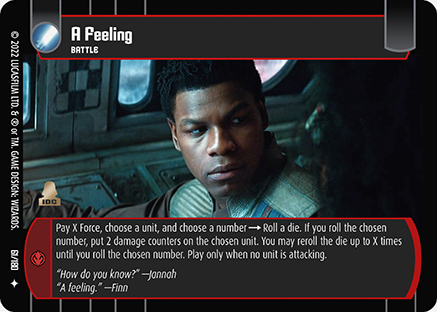 A Feeling
BATTLE
IDC
Pay X Force, choose a unit, and choose a number → Roll a die. If you roll the chosen
number, put 2 damage counters on the chosen unit. You may reroll the die up to X times
until you rolled the chosen number. Play only when no unit is attacking.
“How do you know?” —Jannah
“A feeling.” —Finn
© 2022 LUCASFILM LTD. & ® or TM. GAME DESIGN: WIZARDS.